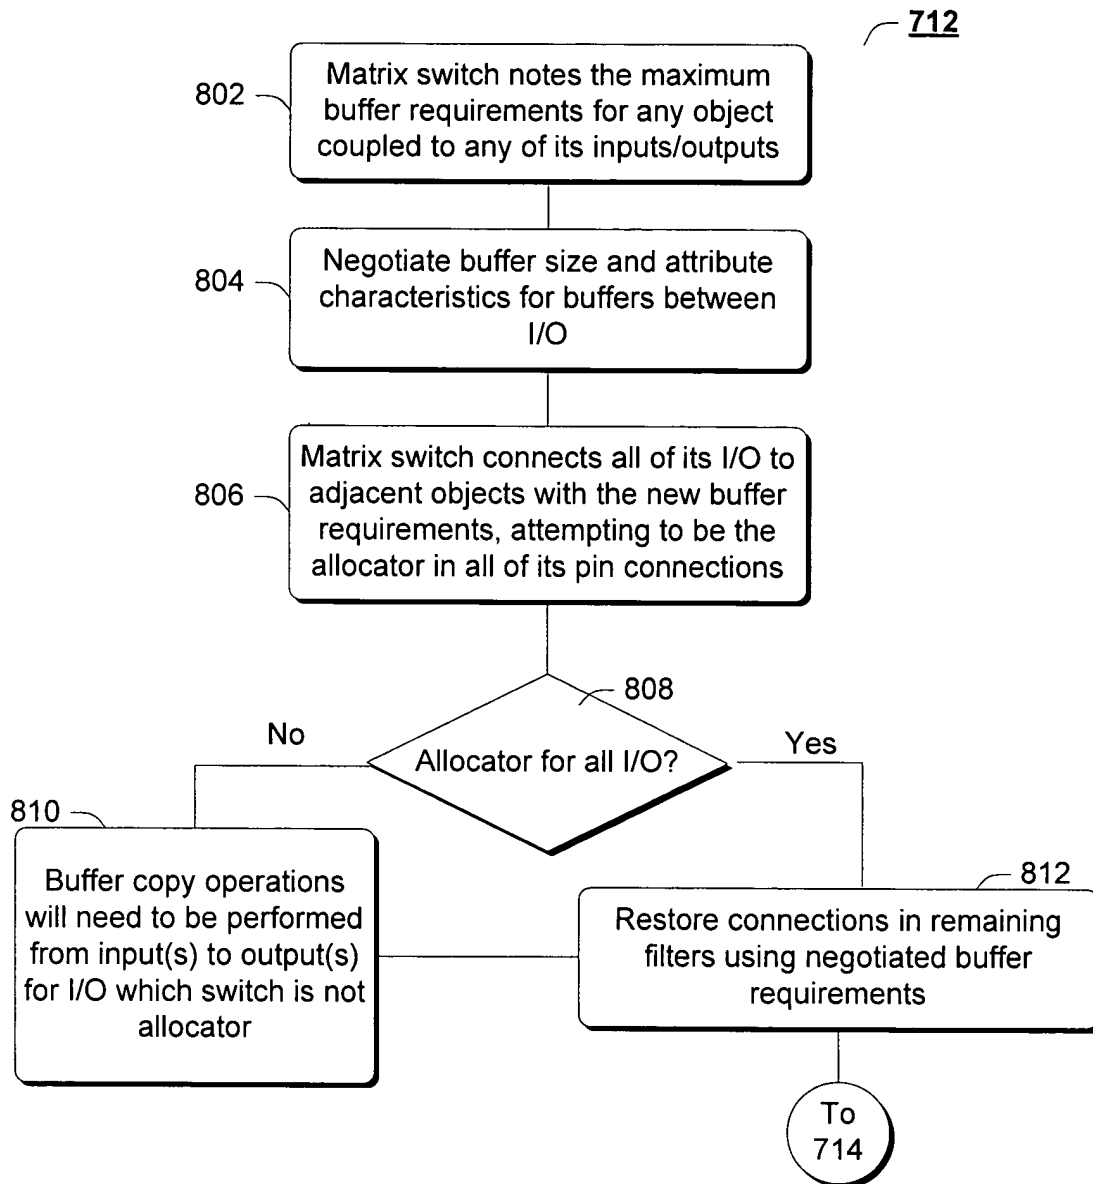 712
802
Matrix switch notes the maximum
buffer requirements for any object
coupled to any of its inputs/outputs
804
Negotiate buffer size and attribute
characteristics for buffers between
I/O
806
Matrix switch connects all of its I/O to
adjacent objects with the new buffer
requirements, attempting to be the
allocator in all of its pin connections
808
No
Allocator for all I/O?
Yes
810
Buffer copy operations
will need to be performed
from input(s) to output(s)
for I/O which switch is not
allocator
812
Restore connections in remaining
filters using negotiated buffer
requirements
To
714